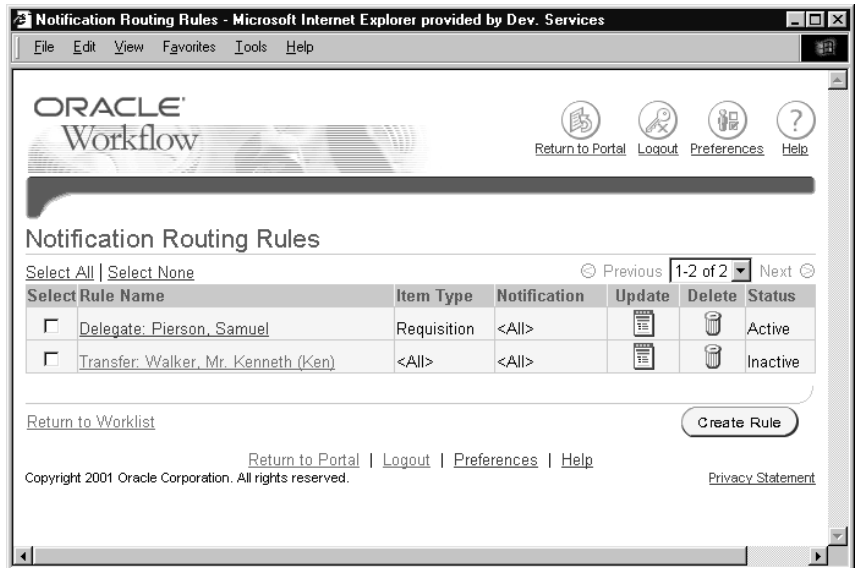 Notification Routing Rules - Microsoft Internet Explorer provided by Dev. Services
File Edit View Favorites Tools Help
ORACLE
Workflow
Return to Portal Logout Preferences Help
Notification Routing Rules
Select All | Select None Previous 1-2 of 2 Next
Select Rule Name Item Type Notification Update Delete Status
Delegate: Pierson, Samuel Requisition <All> Active
Transfer: Walker, Mr. Kenneth (Ken) <All> <All> Inactive
Return to Worklist Create Rule
Return to Portal | Logout | Preferences | Help
Copyright 2001 Oracle Corporation. All rights reserved. Privacy Statement